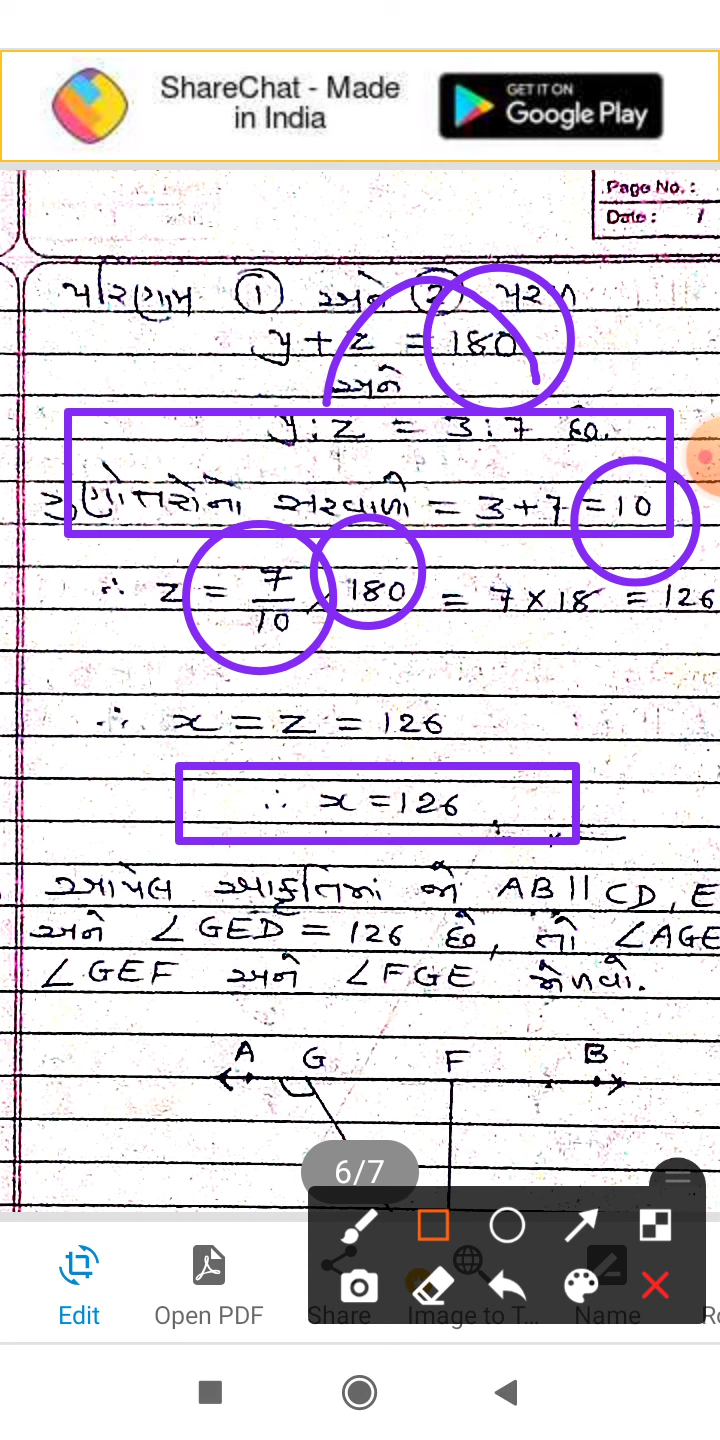 ShareChat - Made
in India
GET IT ON
Google Play
Page No. :
Date : /
પરિણામ ① અને ② પરથી
y + z = 180
અને
y : z = 3 : 7 છે.
ગુણોત્તરોનો સરવાળો = 3 + 7 = 10
∴ z = 7/10 × 180 = 7 × 18 = 126
∴ x = z = 126
∴ x = 126
આપેલ આકૃતિમાં જો AB || CD, E
અને ∠GED = 126 છે, તો ∠AGE
∠GEF અને ∠FGE મેળવો.
A G F B
6/7
Edit
Open PDF
Share
Image to T...
Name